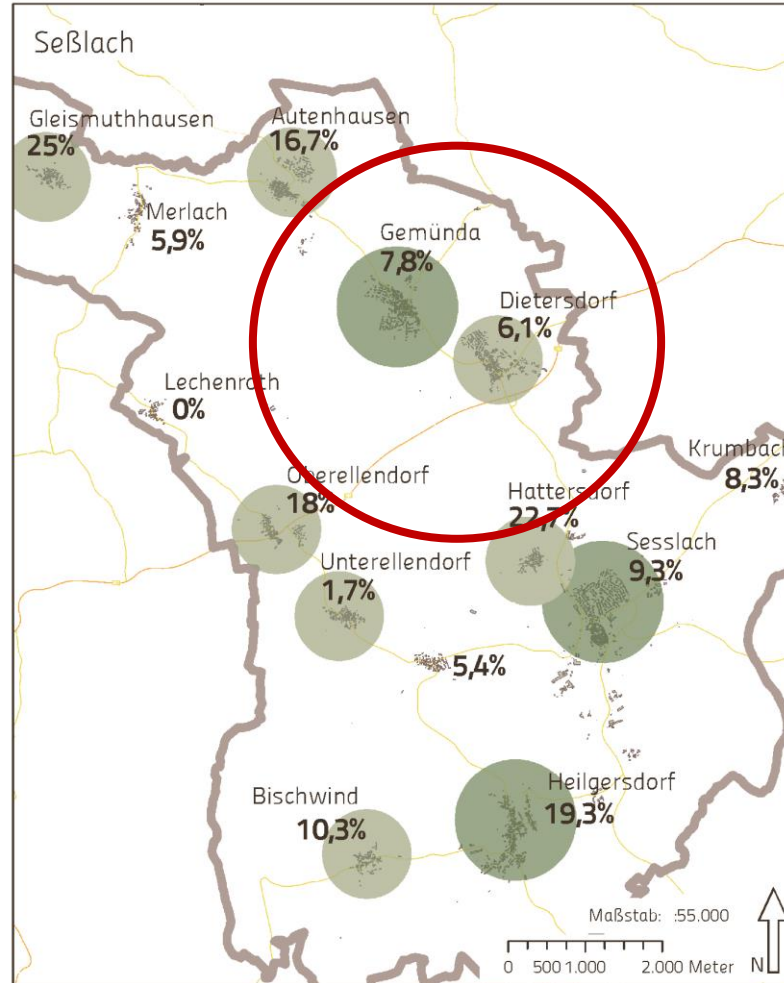 Seßlach
Gleismuthhausen
25%
Autenhausen
16,7%
Merlach
5,9%
Gemünda
7,8%
Dietersdorf
6,1%
Lechenroth
0%
Krumbach
8,3%
Oberellendorf
18%
Hattersdorf
22,7%
Sesslach
9,3%
Unterellendorf
1,7%
5,4%
Heilgersdorf
19,3%
Bischwind
10,3%
Maßstab: :55.000
0 500 1.000 2.000 Meter
N